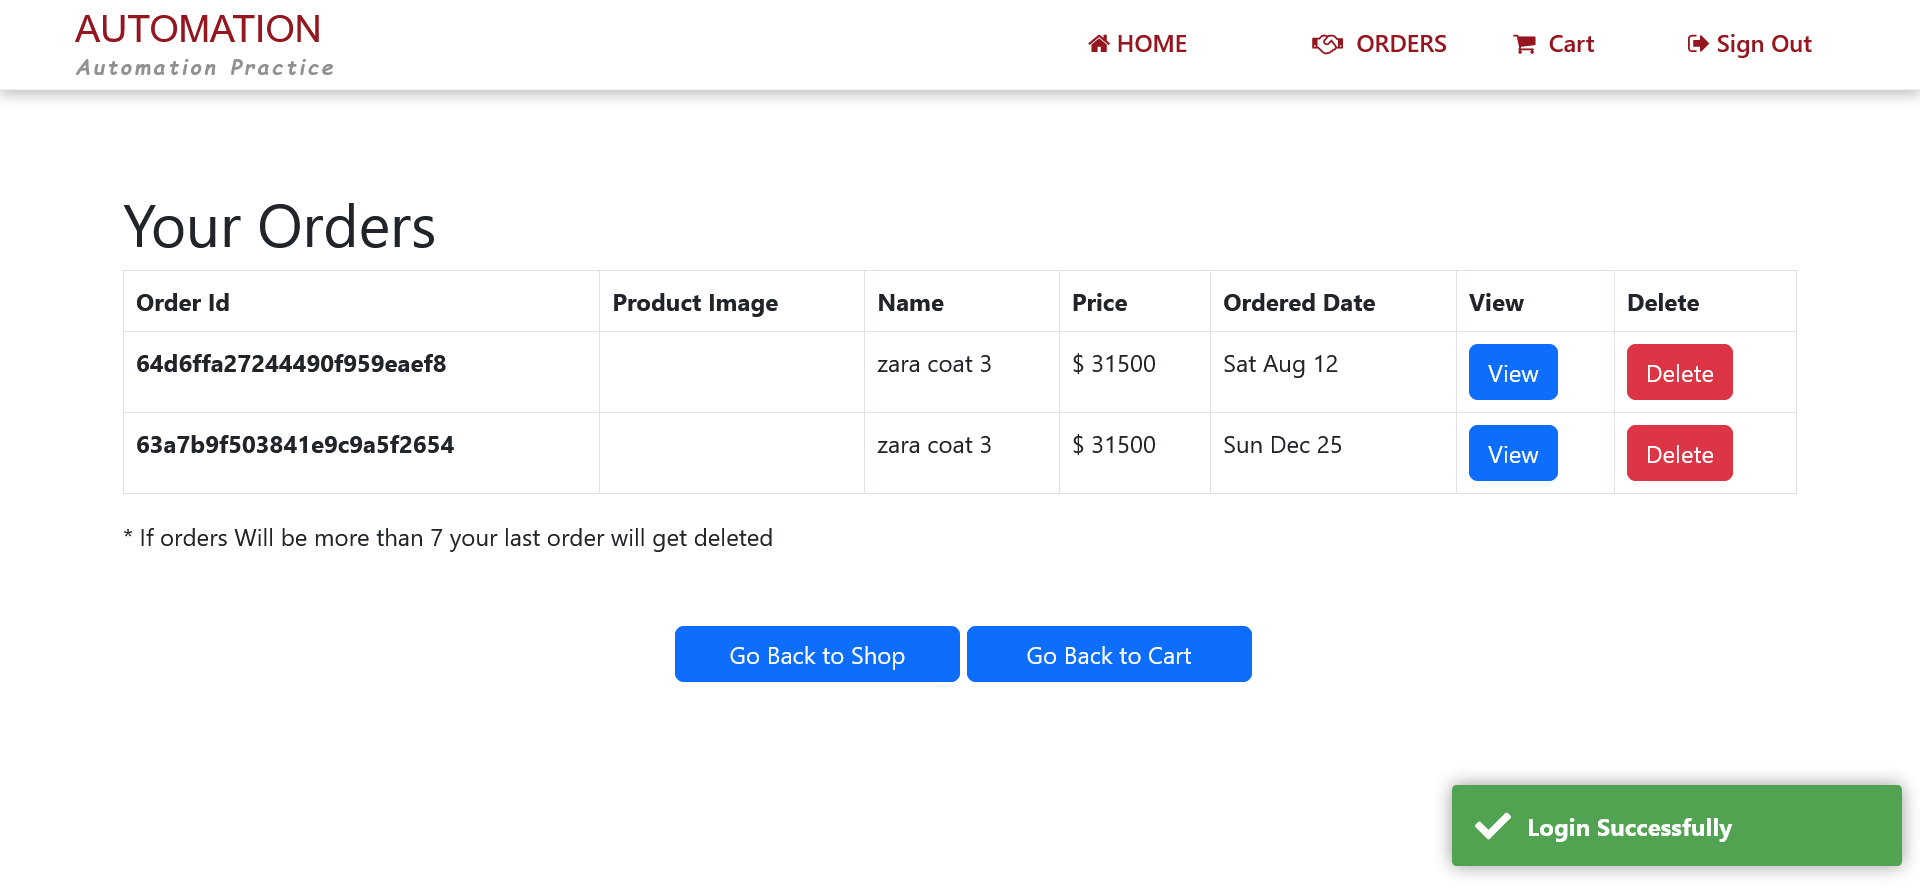 AUTOMATION
Automation Practice
HOME ORDERS Cart Sign Out
Your Orders
Order Id Product Image Name Price Ordered Date View Delete
64d6ffa27244490f959eaef8 zara coat 3 $ 31500 Sat Aug 12 View Delete
63a7b9f503841e9c9a5f2654 zara coat 3 $ 31500 Sun Dec 25 View Delete
* If orders Will be more than 7 your last order will get deleted
Go Back to Shop Go Back to Cart
Login Successfully